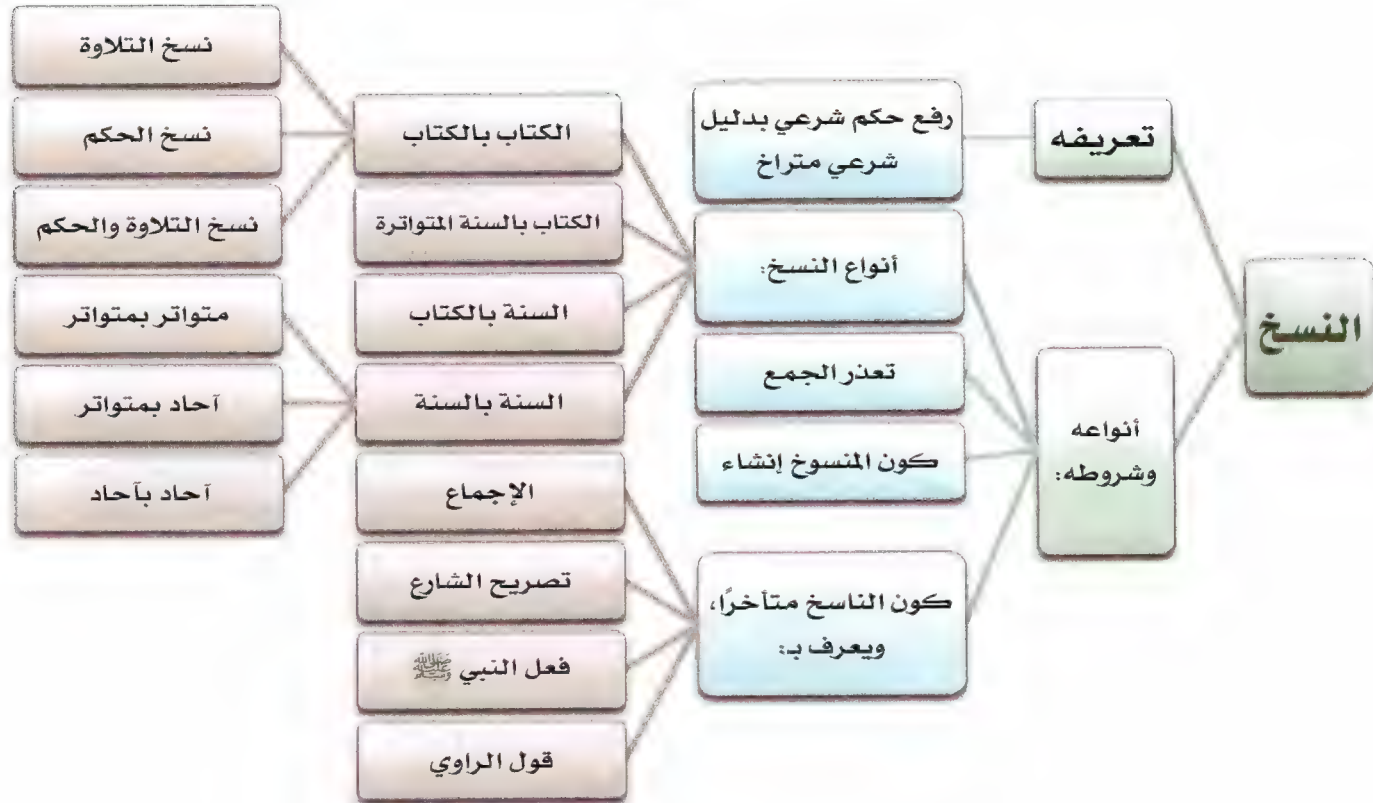 النسخ
تعريفه
رفع حكم شرعي بدليل
شرعي متراخ
أنواعه
وشروطه:
أنواع النسخ:
الكتاب بالكتاب
نسخ التلاوة
نسخ الحكم
نسخ التلاوة والحكم
الكتاب بالسنة المتواترة
السنة بالكتاب
السنة بالسنة
متواتر بمتواتر
آحاد بمتواتر
آحاد بآحاد
تعذر الجمع
كون المنسوخ إنشاء
كون الناسخ متأخرًا،
ويعرف بـ:
الإجماع
تصريح الشارع
فعل النبي ﷺ
قول الراوي